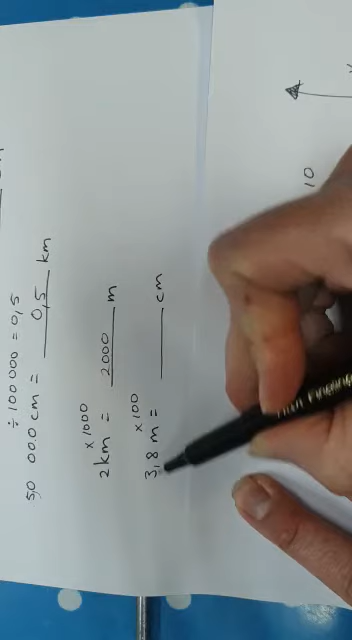 ÷ 100 000 = 0,5
50 000 cm = 0,5 km
x 1000
2 km = 2000 m
x 100
3,8 m = ______ cm
10